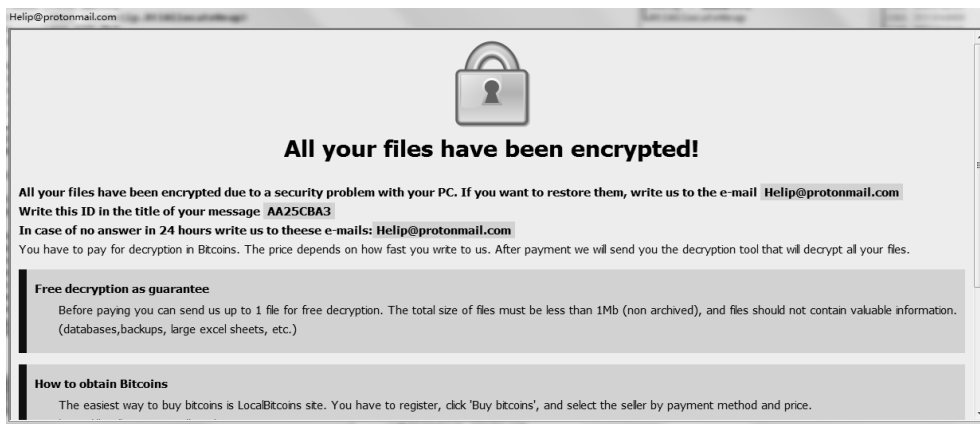 Helip@protonmail.com
All your files have been encrypted!
All your files have been encrypted due to a security problem with your PC. If you want to restore them, write us to the e-mail Helip@protonmail.com
Write this ID in the title of your message AA25CBA3
In case of no answer in 24 hours write us to theese e-mails: Helip@protonmail.com
You have to pay for decryption in Bitcoins. The price depends on how fast you write to us. After payment we will send you the decryption tool that will decrypt all your files.
Free decryption as guarantee
Before paying you can send us up to 1 file for free decryption. The total size of files must be less than 1Mb (non archived), and files should not contain valuable information.
(databases,backups, large excel sheets, etc.)
How to obtain Bitcoins
The easiest way to buy bitcoins is LocalBitcoins site. You have to register, click 'Buy bitcoins', and select the seller by payment method and price.